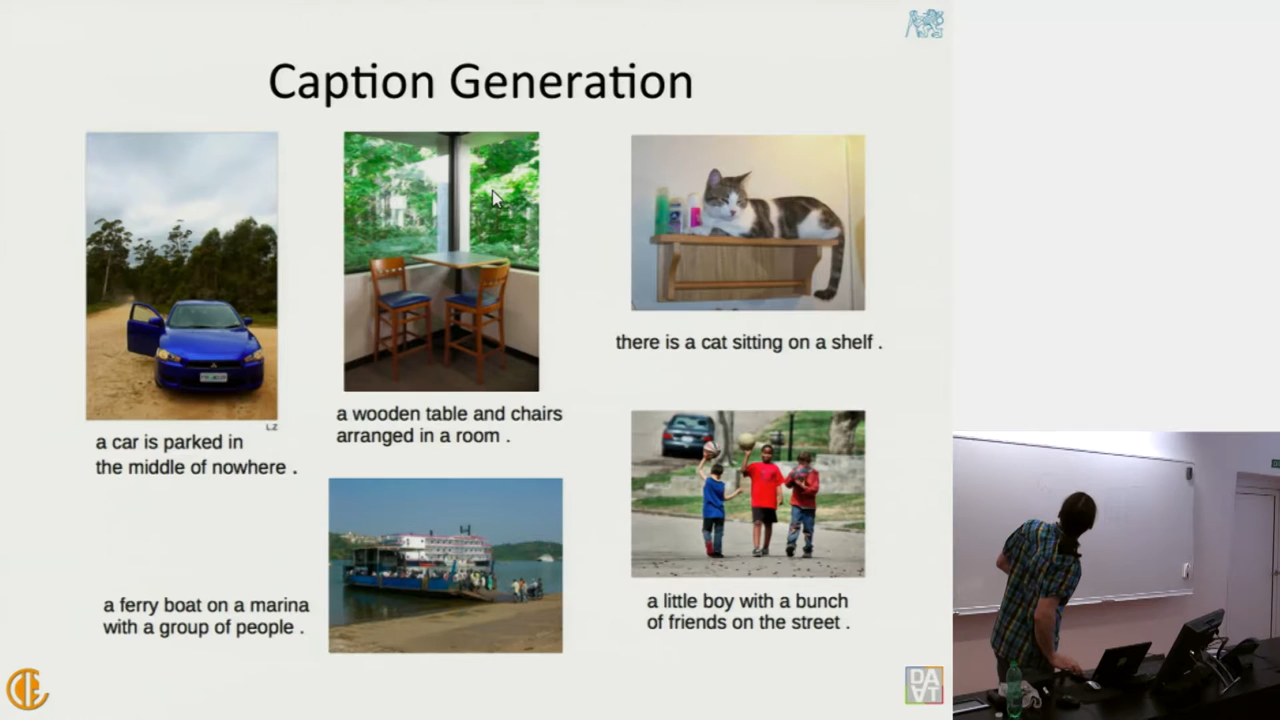 Caption Generation
a car is parked in
the middle of nowhere .
L.Z
a wooden table and chairs
arranged in a room .
there is a cat sitting on a shelf .
a ferry boat on a marina
with a group of people .
a little boy with a bunch
of friends on the street .
DA